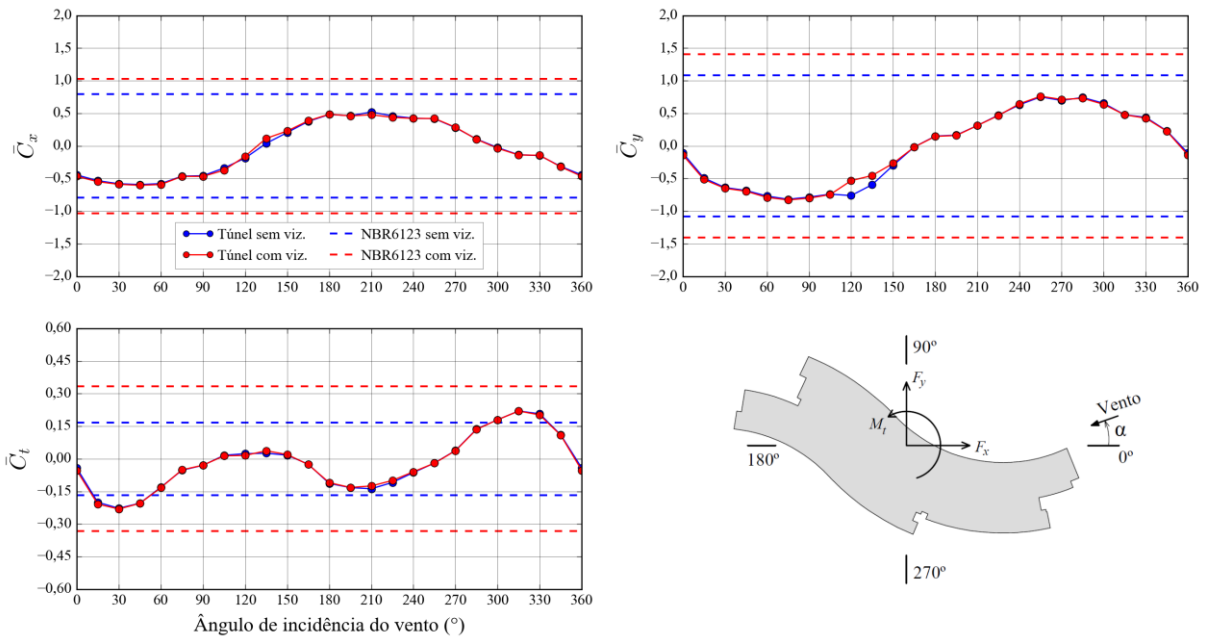 2,0
1,5
1,0
0,5
0,0
−0,5
−1,0
−1,5
−2,0
C̄x
0 30 60 90 120 150 180 210 240 270 300 330 360
Túnel sem viz.
Túnel com viz.
NBR6123 sem viz.
NBR6123 com viz.
2,0
1,5
1,0
0,5
0,0
−0,5
−1,0
−1,5
−2,0
C̄y
0 30 60 90 120 150 180 210 240 270 300 330 360
0,60
0,45
0,30
0,15
0,00
−0,15
−0,30
−0,45
−0,60
C̄t
0 30 60 90 120 150 180 210 240 270 300 330 360
Ângulo de incidência do vento (°)
90º
Fy
Mt
Fx
Vento
α
180º
0º
270º